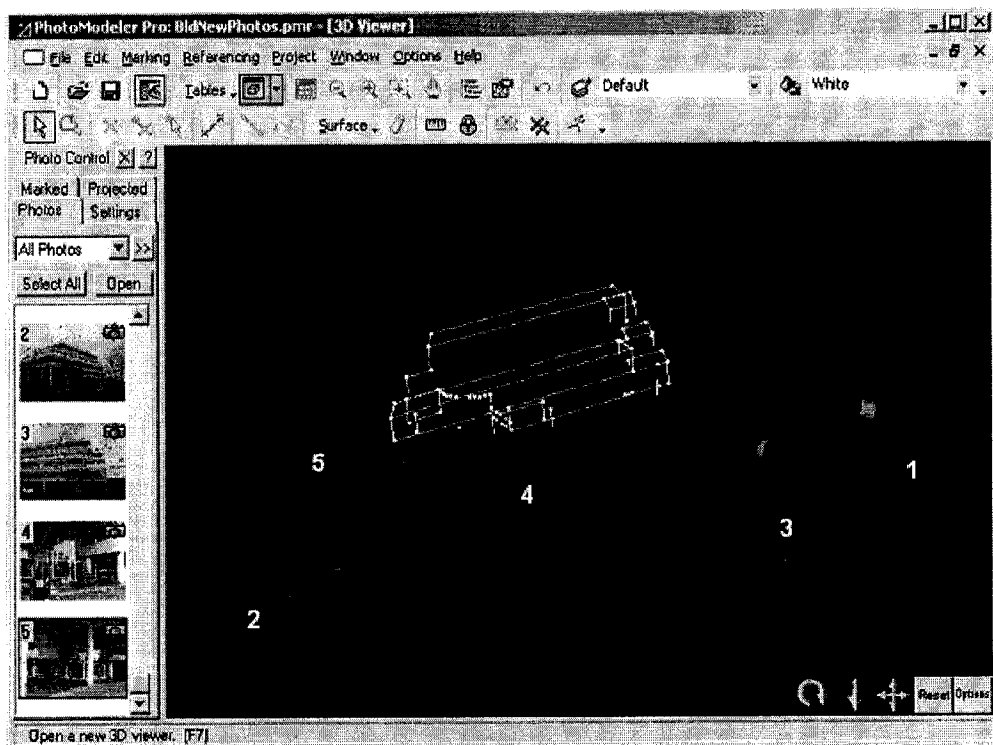 PhotoModeler Pro: BldNewPhotos.pmr - [3D Viewer]
File Edit Marking Referencing Project Window Options Help
Tables Default White
Surface
Photo Control X ?
Marked Projected
Photos Settings
All Photos >>
Select All Open
2
3
4
5
5
4
1
3
2
Reset Options
Open a new 3D viewer. [F7]